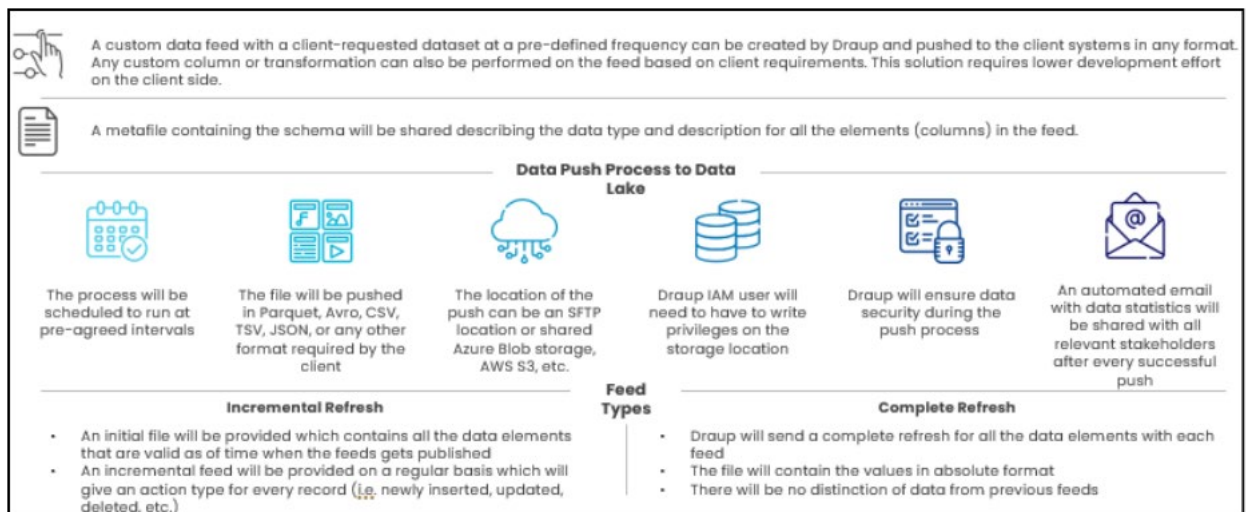 A custom data feed with a client-requested dataset at a pre-defined frequency can be created by Draup and pushed to the client systems in any format.
Any custom column or transformation can also be performed on the feed based on client requirements. This solution requires lower development effort
on the client side.
A metafile containing the schema will be shared describing the data type and description for all the elements (columns) in the feed.
Data Push Process to Data
Lake
The process will be
scheduled to run at
pre-agreed intervals
The file will be pushed
in Parquet, Avro, CSV,
TSV, JSON, or any other
format required by the
client
The location of the
push can be an SFTP
location or shared
Azure Blob storage,
AWS S3, etc.
Draup IAM user will
need to have to write
privileges on the
storage location
Draup will ensure data
security during the
push process
@
An automated email
with data statistics will
be shared with all
relevant stakeholders
after every successful
push
Feed
Types
Incremental Refresh
• An initial file will be provided which contains all the data elements
that are valid as of time when the feeds gets published
• An incremental feed will be provided on a regular basis which will
give an action type for every record (i.e. newly inserted, updated,
deleted, etc.)
Complete Refresh
• Draup will send a complete refresh for all the data elements with each
feed
• The file will contain the values in absolute format
• There will be no distinction of data from previous feeds